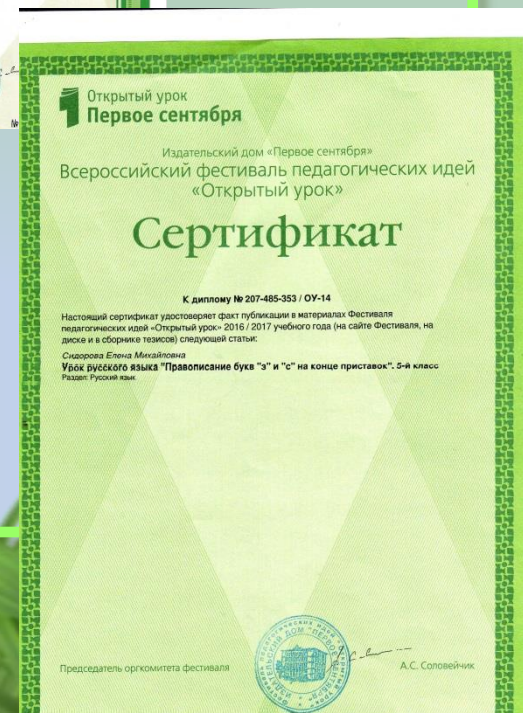 №
Открытый урок
Первое сентября
Издательский дом «Первое сентября»
Всероссийский фестиваль педагогических идей
«Открытый урок»
Сертификат
К диплому № 207-485-353 / ОУ-14
Настоящий сертификат удостоверяет факт публикации в материалах Фестиваля
педагогических идей «Открытый урок» 2016 / 2017 учебного года (на сайте Фестиваля, на
диске и в сборнике тезисов) следующей статьи:
Сидорова Елена Михайловна
Урок русского языка "Правописание букв "з" и "с" на конце приставок". 5-й класс
Раздел: Русский язык
Председатель оргкомитета фестиваля
А.С. Соловейчик